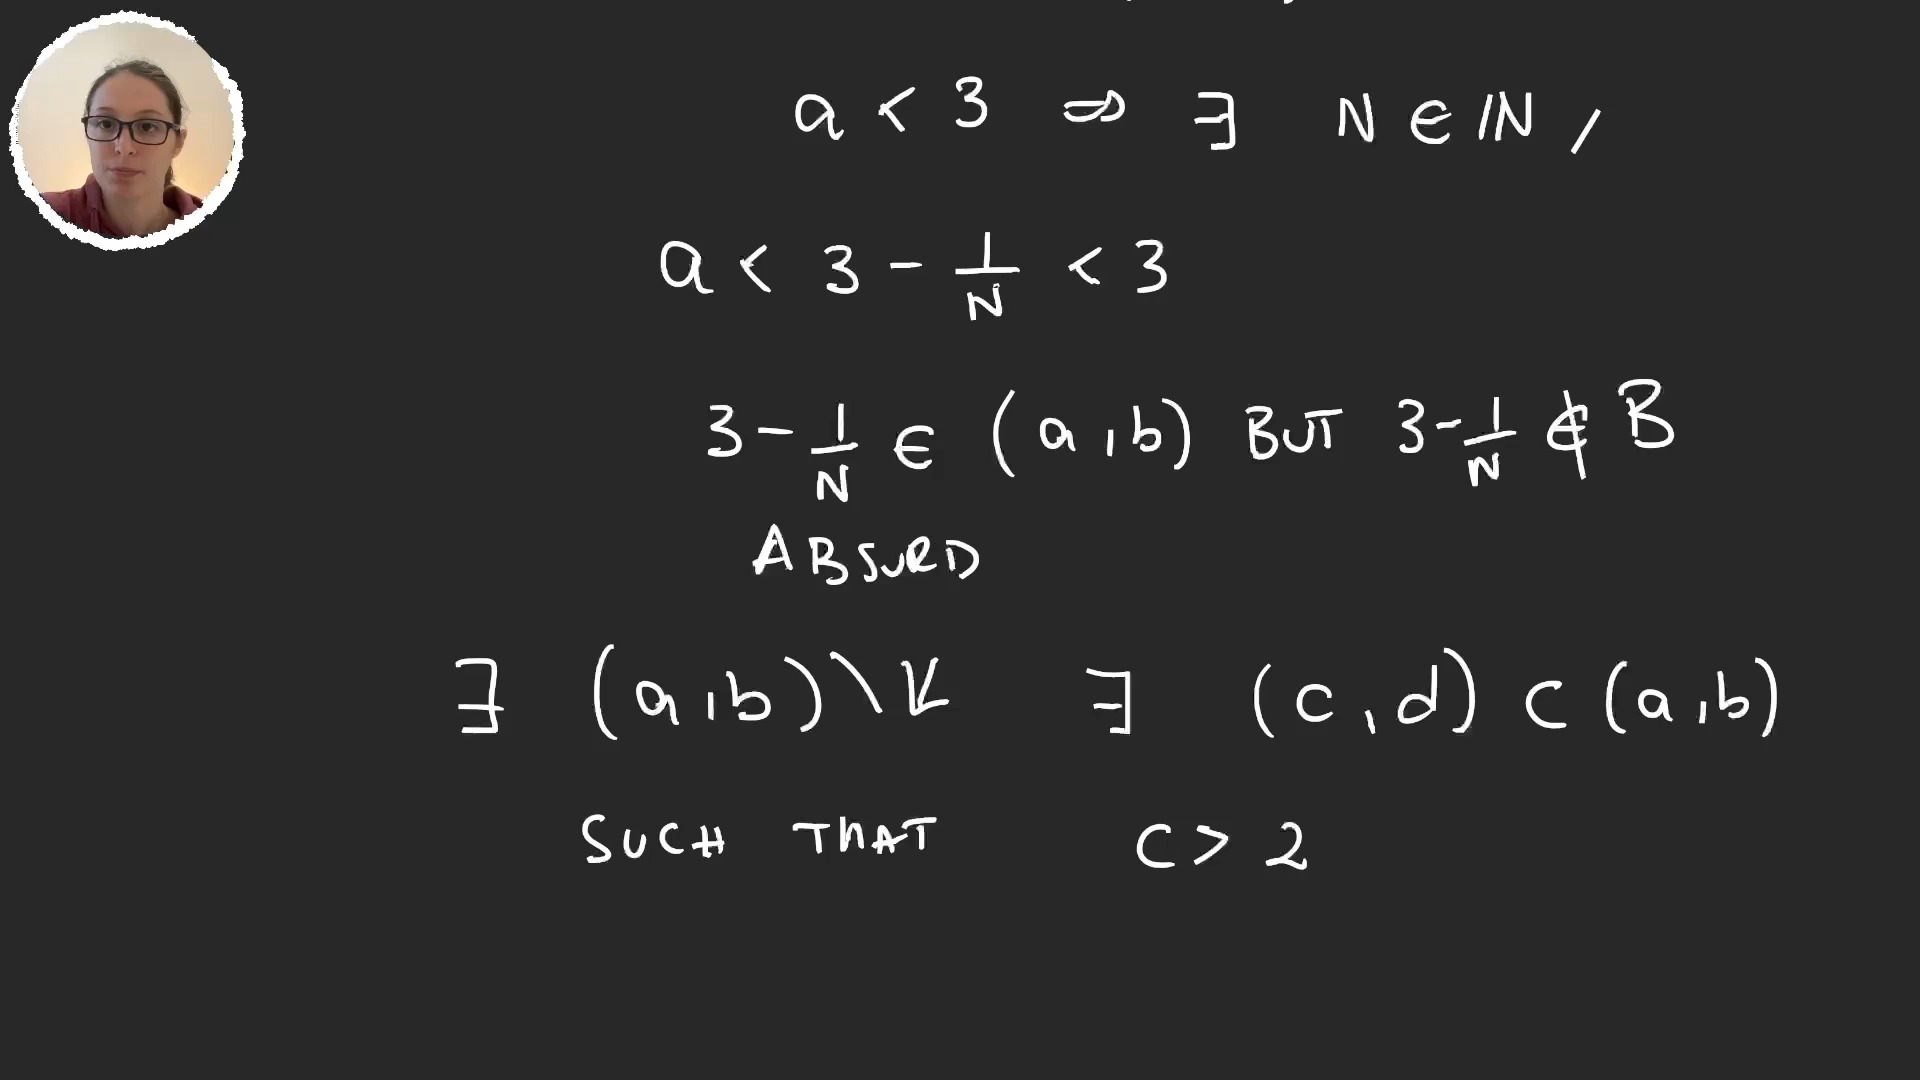 a < 3 ⇒ ∃ N ∈ ℕ,
a < 3 - 1/N < 3
3 - 1/N ∈ (a,b) BUT 3 - 1/N ∉ B
ABSURD
∃ (a,b) \ K ∃ (c,d) ⊂ (a,b)
SUCH THAT c > 2